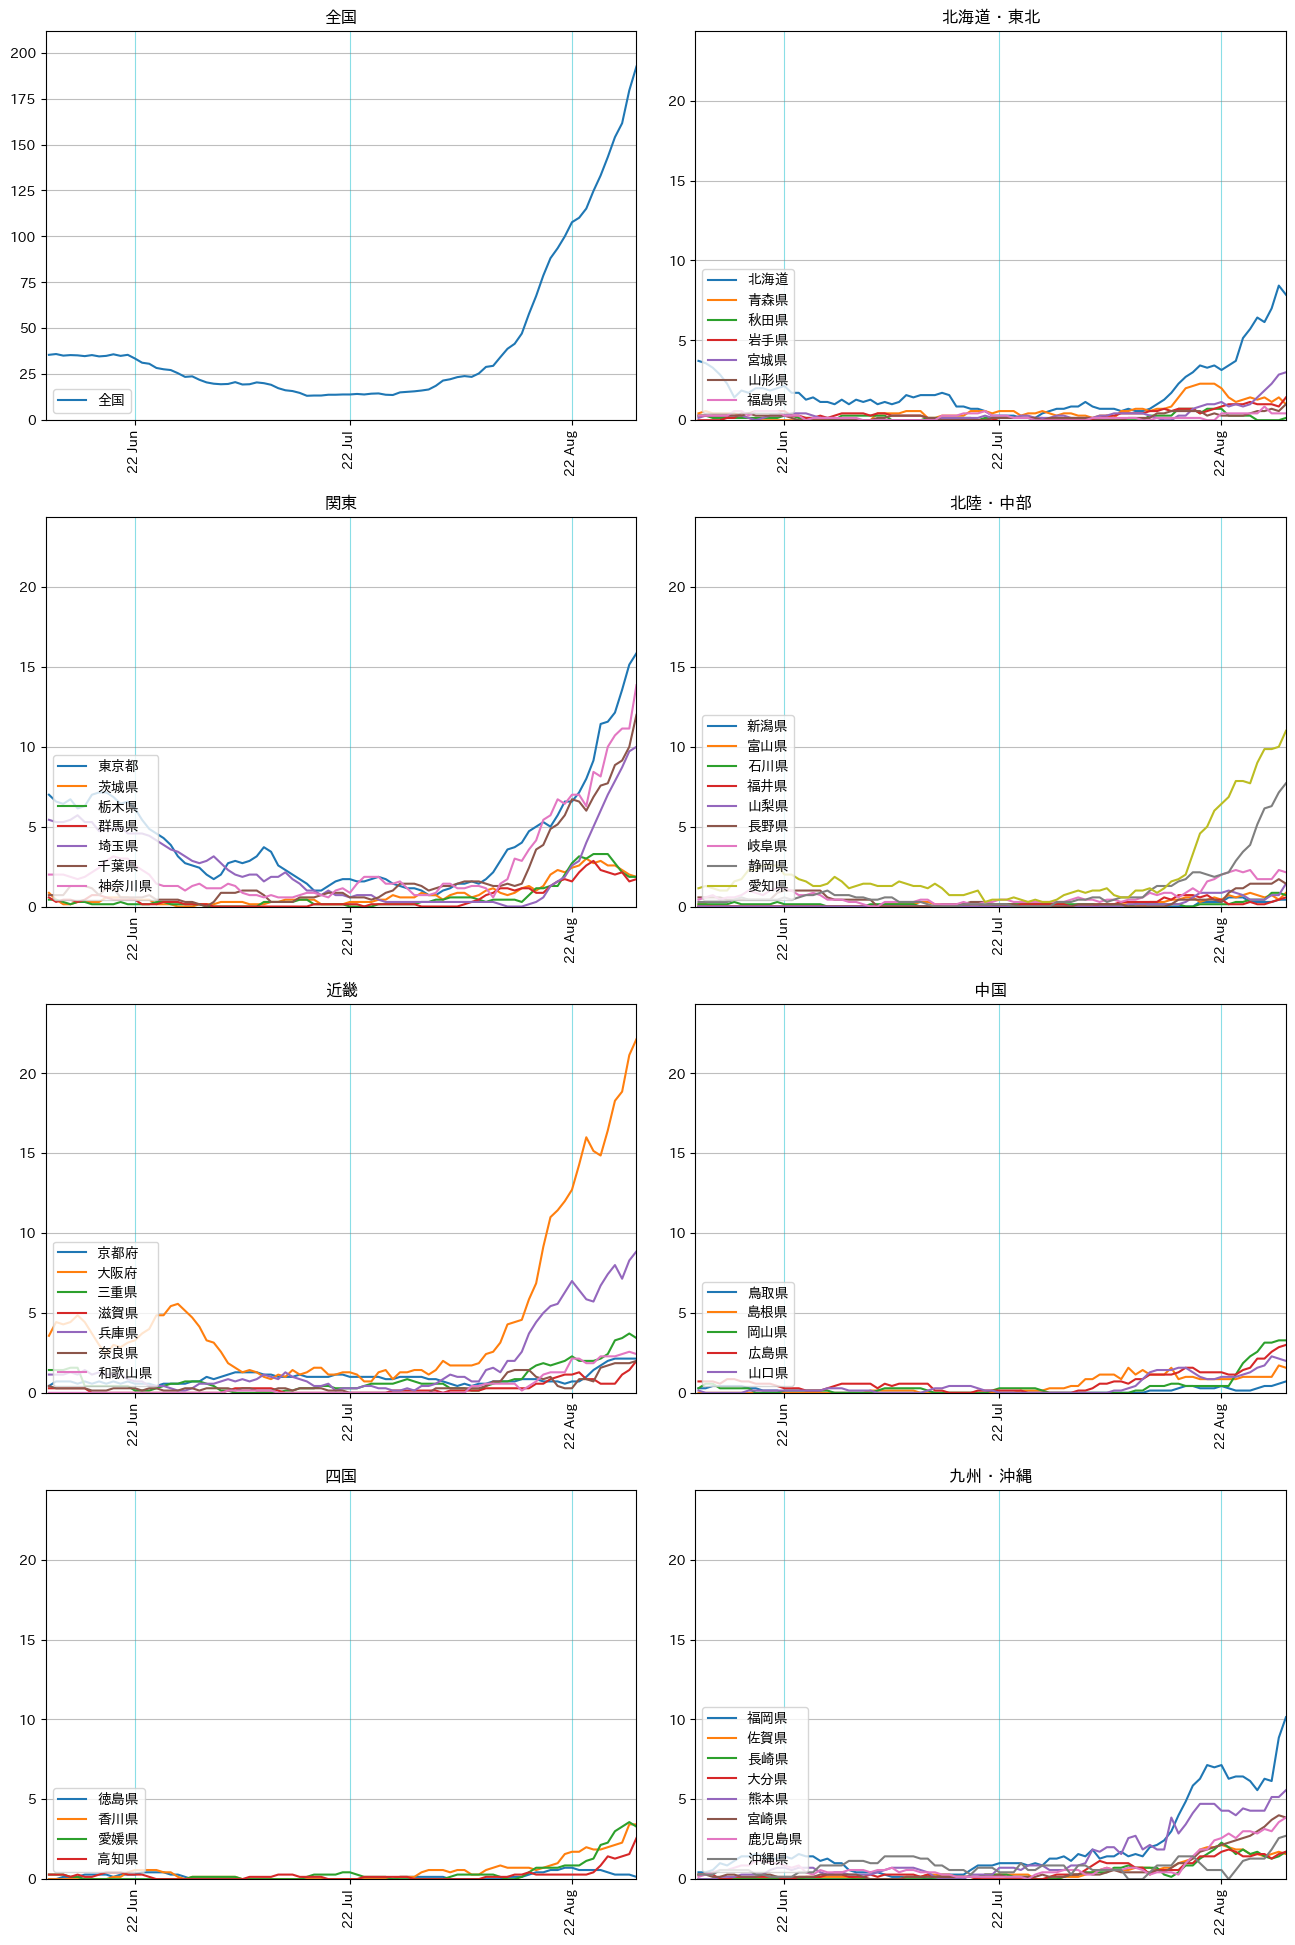 全国
200
175
150
125
100
75
50
25
0
全国
22 Jun
22 Jul
22 Aug
北海道・東北
20
15
10
5
0
北海道
青森県
秋田県
岩手県
宮城県
山形県
福島県
22 Jun
22 Jul
22 Aug
関東
20
15
10
5
0
東京都
茨城県
栃木県
群馬県
埼玉県
千葉県
神奈川県
22 Jun
22 Jul
22 Aug
北陸・中部
20
15
10
5
0
新潟県
富山県
石川県
福井県
山梨県
長野県
岐阜県
静岡県
愛知県
22 Jun
22 Jul
22 Aug
近畿
20
15
10
5
0
京都府
大阪府
三重県
滋賀県
兵庫県
奈良県
和歌山県
22 Jun
22 Jul
22 Aug
中国
20
15
10
5
0
鳥取県
島根県
岡山県
広島県
山口県
22 Jun
22 Jul
22 Aug
四国
20
15
10
5
0
徳島県
香川県
愛媛県
高知県
22 Jun
22 Jul
22 Aug
九州・沖縄
20
15
10
5
0
福岡県
佐賀県
長崎県
大分県
熊本県
宮崎県
鹿児島県
沖縄県
22 Jun
22 Jul
22 Aug